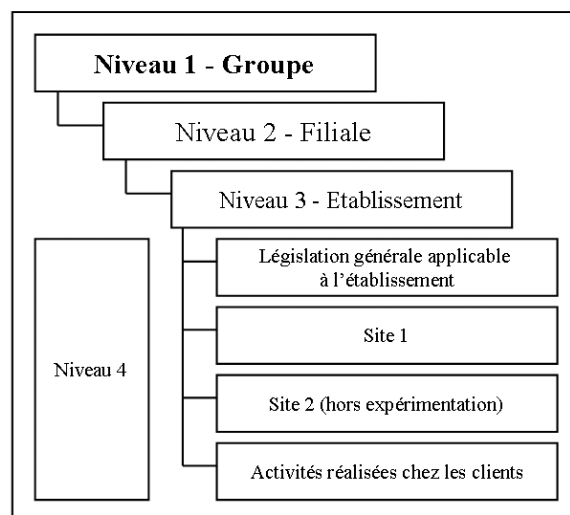 Niveau 1 - Groupe
Niveau 2 - Filiale
Niveau 3 - Etablissement
Législation générale applicable
à l'établissement
Site 1
Niveau 4
Site 2 (hors expérimentation)
Activités réalisées chez les clients